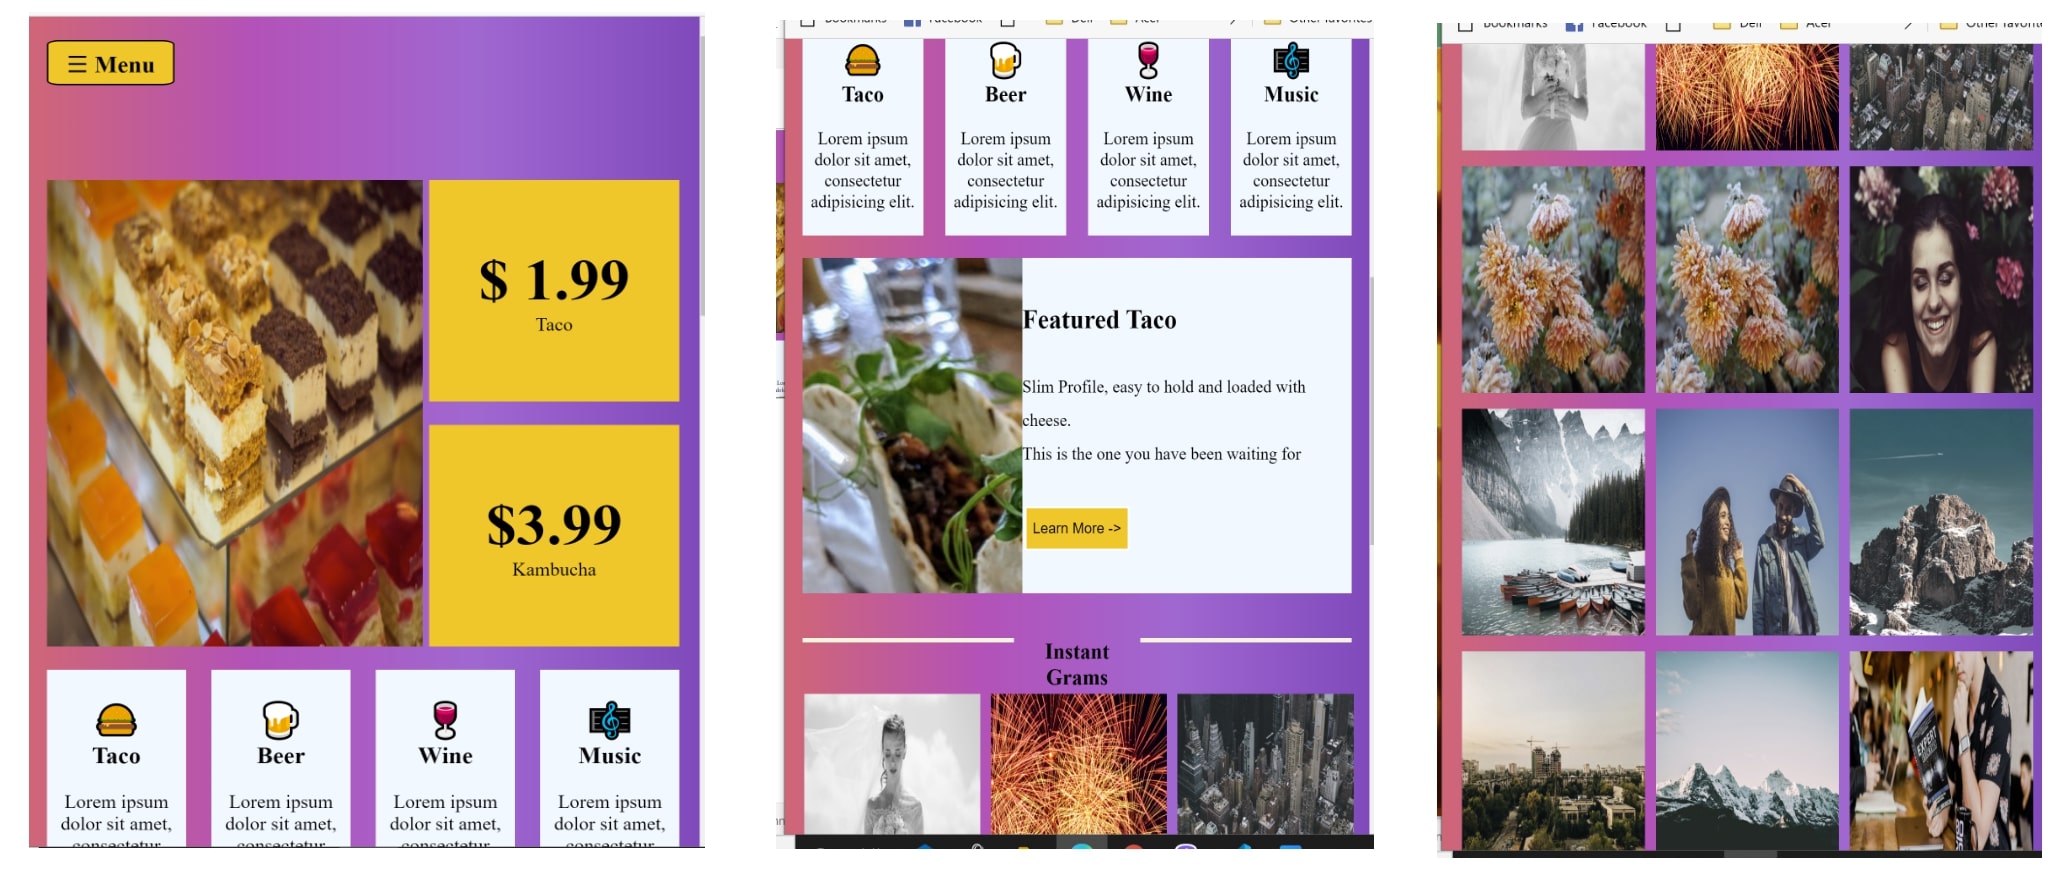 ☰ Menu
$ 1.99
Taco
$3.99
Kambucha
Taco
Beer
Wine
Music
Lorem ipsum
dolor sit amet,
consectetur
Lorem ipsum
dolor sit amet,
consectetur
Lorem ipsum
dolor sit amet,
consectetur
Lorem ipsum
dolor sit amet,
consectetur
Bookmarks Facebook Dell Acer Other favorites
Taco
Beer
Wine
Music
Lorem ipsum
dolor sit amet,
consectetur
adipisicing elit.
Lorem ipsum
dolor sit amet,
consectetur
adipisicing elit.
Lorem ipsum
dolor sit amet,
consectetur
adipisicing elit.
Lorem ipsum
dolor sit amet,
consectetur
adipisicing elit.
Featured Taco
Slim Profile, easy to hold and loaded with
cheese.
This is the one you have been waiting for
Learn More ->
Instant
Grams
Bookmarks Facebook Dell Acer Other favorit
EXPERT